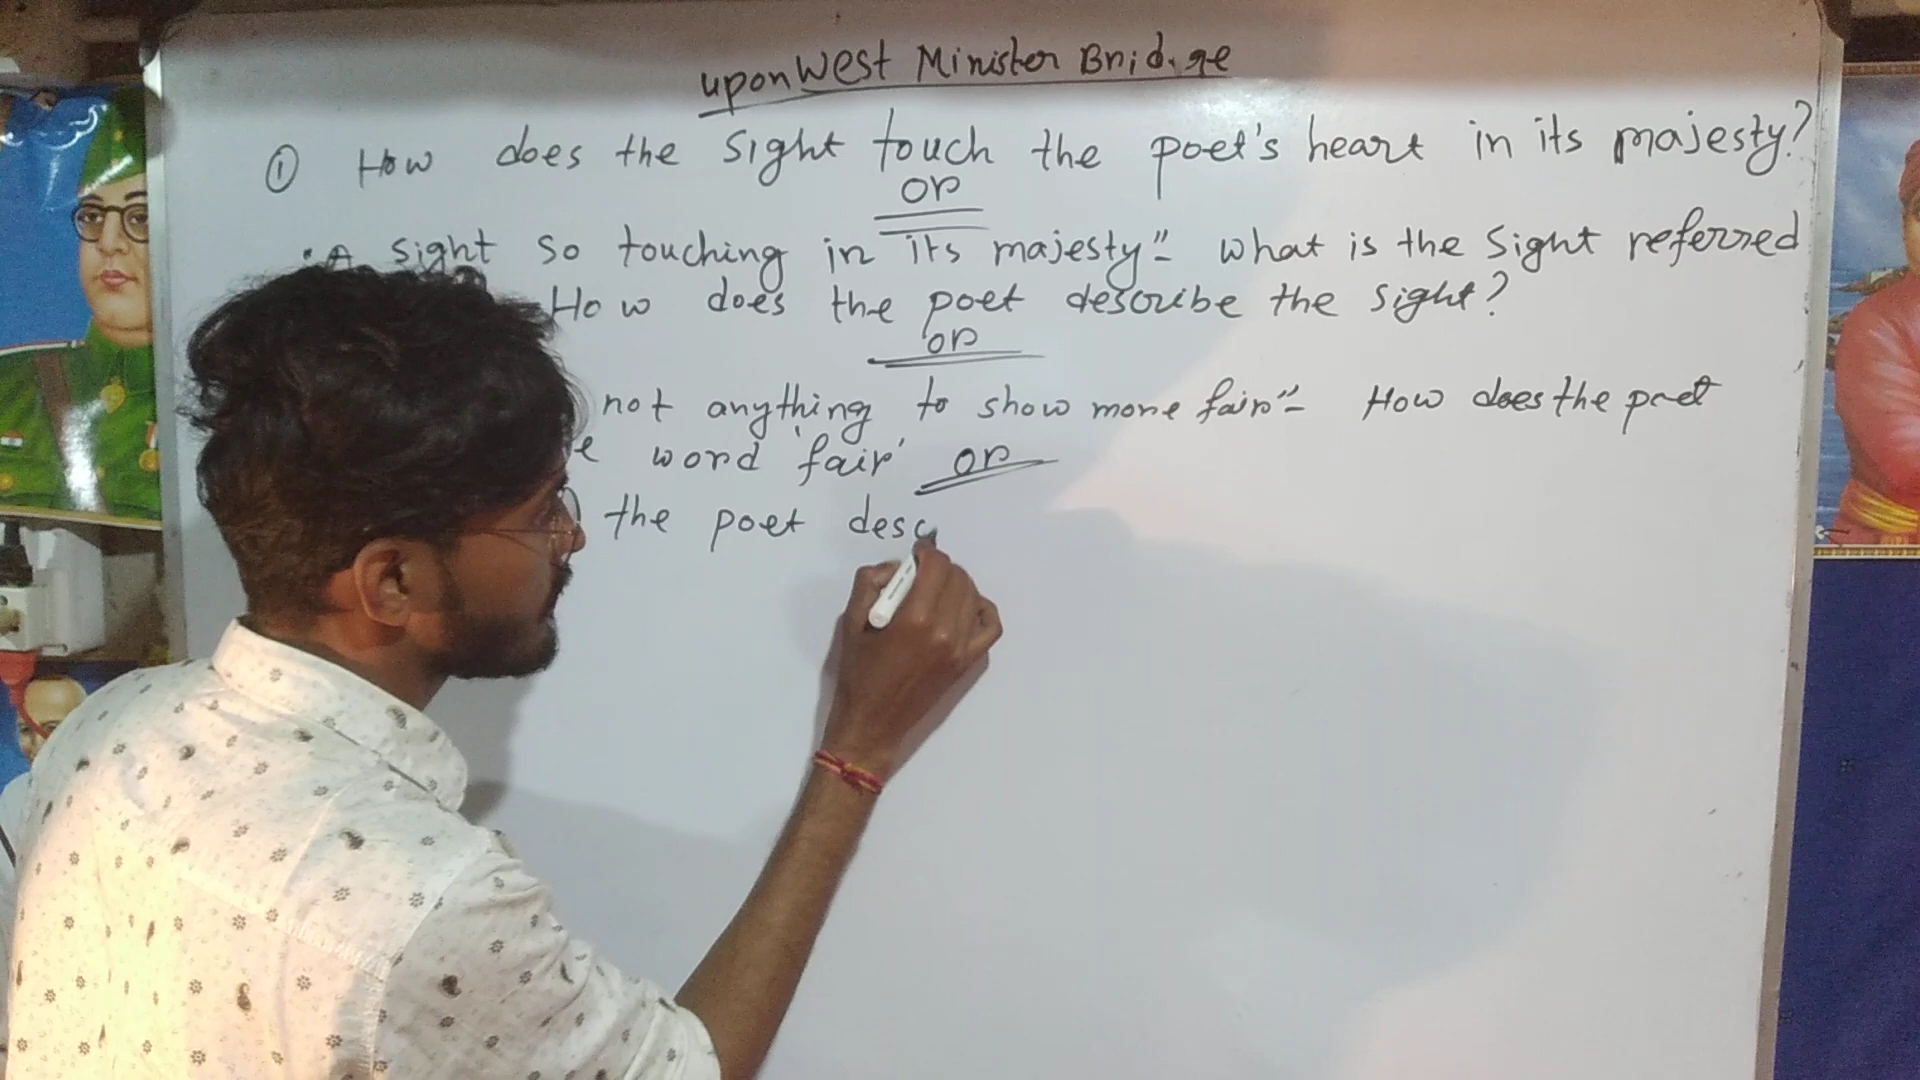 upon West Minister Bridge
① How does the sight touch the poet's heart in its majesty?
or
"A sight so touching in its majesty" - what is the sight referred
How does the poet describe the sight?
or
not anything to show more fair" - How does the poet
word 'fair' or
the poet desc